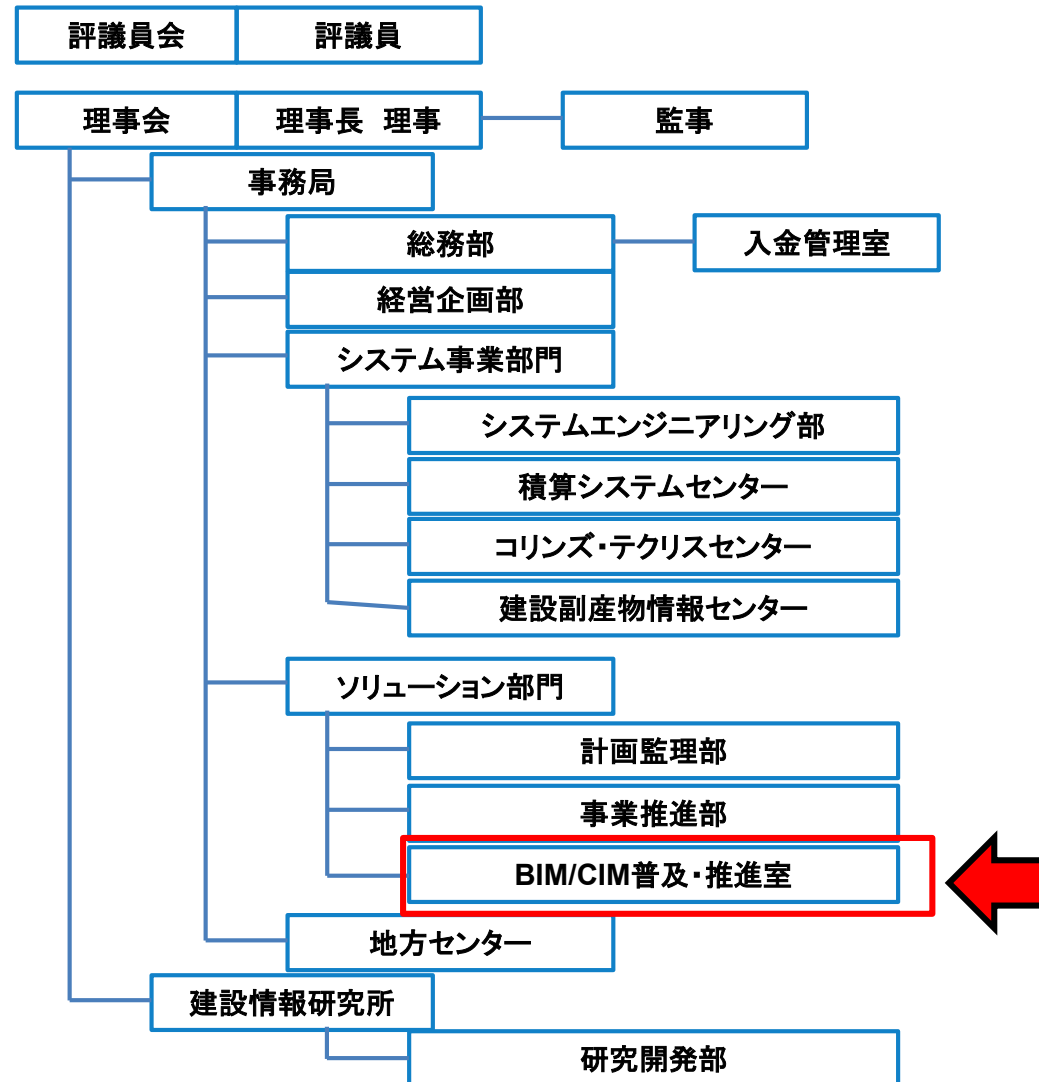 評議員会 評議員
理事会 理事長 理事 監事
事務局
総務部 入金管理室
経営企画部
システム事業部門
システムエンジニアリング部
積算システムセンター
コリンズ・テクリスセンター
建設副産物情報センター
ソリューション部門
計画監理部
事業推進部
BIM/CIM普及・推進室
地方センター
建設情報研究所
研究開発部